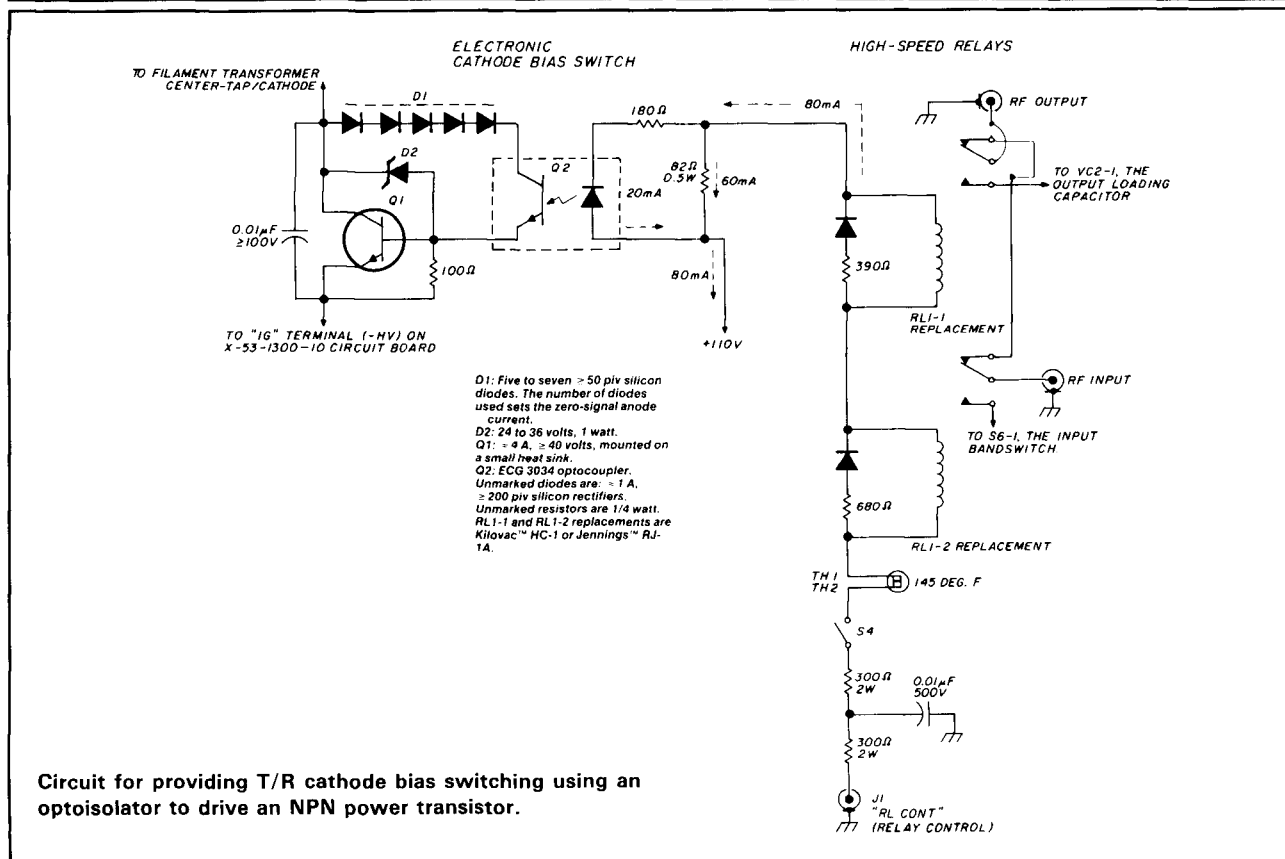 ELECTRONIC
CATHODE BIAS SWITCH
HIGH-SPEED RELAYS
TO FILAMENT TRANSFORMER
CENTER-TAP/CATHODE
D1
180Ω
80mA
RF OUTPUT
D2
Q1
Q2
20mA
82Ω
0.5W
60mA
TO VC2-1, THE
OUTPUT LOADING
CAPACITOR
0.01μF
≥100V
100Ω
80mA
390Ω
RL1-1
REPLACEMENT
TO "IG" TERMINAL (-HV) ON
X-53-1300-10 CIRCUIT BOARD
+110V
RF INPUT
D1: Five to seven ≥ 50 piv silicon
diodes. The number of diodes
used sets the zero-signal anode
current.
D2: 24 to 36 volts, 1 watt.
Q1: ≈ 4 A, ≥ 40 volts, mounted on
a small heat sink.
Q2: ECG 3034 optocoupler.
Unmarked diodes are: ≈ 1 A,
≥ 200 piv silicon rectifiers.
Unmarked resistors are 1/4 watt.
RL1-1 and RL1-2 replacements are
Kilovac™ HC-1 or Jennings™ RJ-
1A.
TO S6-1, THE INPUT
BANDSWITCH
680Ω
RL1-2 REPLACEMENT
TH1
TH2
145 DEG. F
S4
300Ω
2W
0.01μF
500V
300Ω
2W
J1
"RL CONT"
(RELAY CONTROL)
Circuit for providing T/R cathode bias switching using an
optoisolator to drive an NPN power transistor.